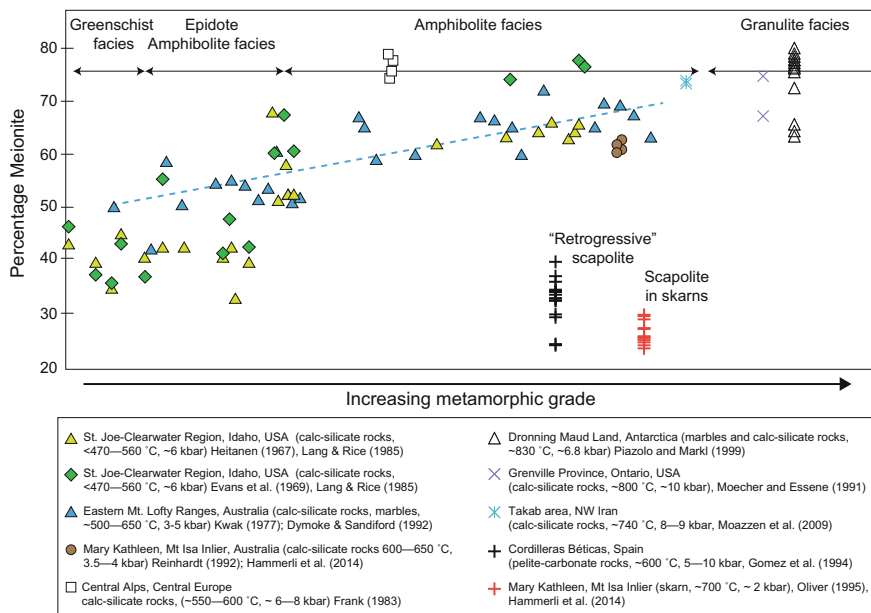 Greenschist
facies
Epidote
Amphibolite facies
Amphibolite facies
Granulite facies
80
70
60
50
40
30
20
Percentage Meionite
“Retrogressive”
scapolite
Scapolite
in skarns
Increasing metamorphic grade
St. Joe-Clearwater Region, Idaho, USA (calc-silicate rocks,
<470—560 ˚C, ~6 kbar) Heitanen (1967), Lang & Rice (1985)
St. Joe-Clearwater Region, Idaho, USA (calc-silicate rocks,
<470—560 ˚C, ~6 kbar) Evans et al. (1969), Lang & Rice (1985)
Eastern Mt. Lofty Ranges, Australia (calc-silicate rocks, marbles,
~500—650 ˚C, 3-5 kbar) Kwak (1977); Dymoke & Sandiford (1992)
Mary Kathleen, Mt Isa Inlier, Australia (calc-silicate rocks 600—650 ˚C,
3.5—4 kbar) Reinhardt (1992); Hammerli et al. (2014)
Central Alps, Central Europe
calc-silicate rocks, (~550—600 ˚C, ~ 6—8 kbar) Frank (1983)
Dronning Maud Land, Antarctica (marbles and calc-silicate rocks,
~830 ˚C, ~6.8 kbar) Piazolo and Markl (1999)
Grenville Province, Ontario, USA
(calc-silicate rocks, ~800 ˚C, ~10 kbar), Moecher and Essene (1991)
Takab area, NW Iran
(calc-silicate rocks, ~740 ˚C, 8—9 kbar, Moazzen et al. (2009)
Cordilleras Béticas, Spain
(pelite-carbonate rocks, ~600 ˚C, 5—10 kbar, Gomez et al. (1994)
Mary Kathleen, Mt Isa Inlier (skarn, ~700 ˚C, ~ 2 kbar), Oliver (1995),
Hammerli et al. (2014)